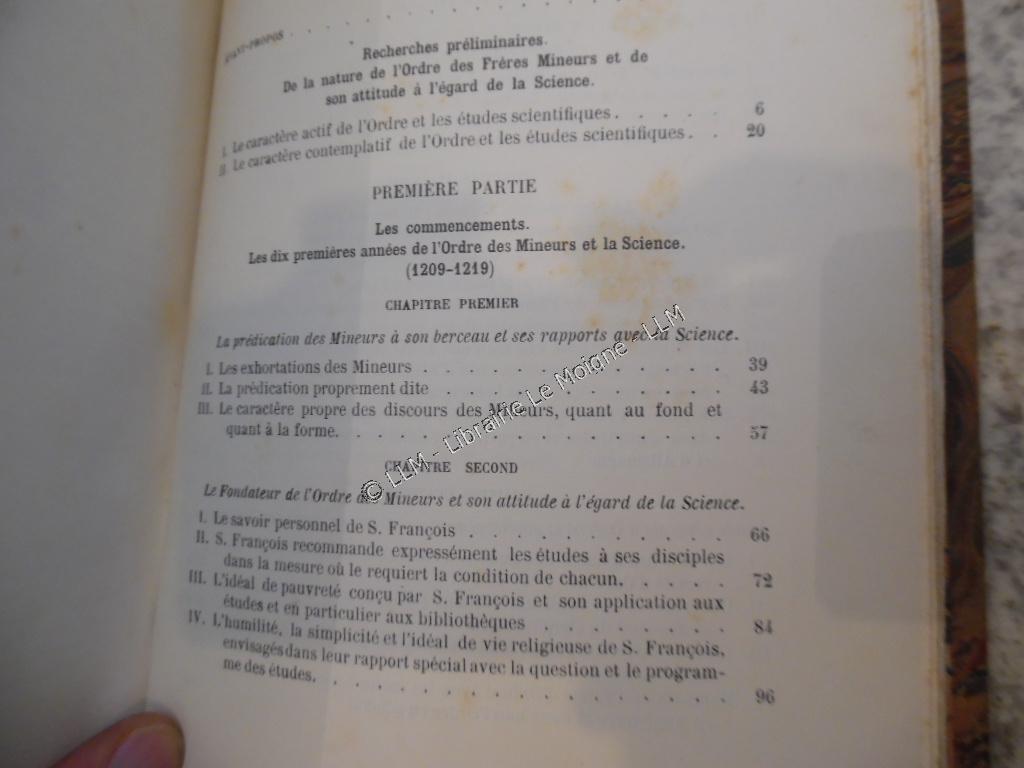 AVANT-PROPOS . . . . . . . . . .
Recherches préliminaires.
De la nature de l'Ordre des Frères Mineurs et de
son attitude à l'égard de la Science.
I. Le caractère actif de l'Ordre et les études scientifiques. . . . . . 6
II Le caractère contemplatif de l'Ordre et les études scientifiques. . . 20
PREMIÈRE PARTIE
Les commencements.
Les dix premières années de l'Ordre des Mineurs et la Science.
(1209-1219)
CHAPITRE PREMIER
La prédication des Mineurs à son berceau et ses rapports avec la Science.
I. Les exhortations des Mineurs . . . . . . . . . . . . . . 39
II. La prédication proprement dite . . . . . . . . . . . . . 43
III. Le caractère propre des discours des Mineurs, quant au fond et
quant à la forme. . . . . . . . . . . . . . . . . . 57
CHAPITRE SECOND
Le Fondateur de l'Ordre des Mineurs et son attitude à l'égard de la Science.
I. Le savoir personnel de S. François . . . . . . . . . . . 66
II. S. François recommande expressément les études à ses disciples
dans la mesure où le requiert la condition de chacun. . . . . 72
III. L'idéal de pauvreté conçu par S. François et son application aux
études et en particulier aux bibliothèques . . . . . . . . 84
IV. L'humilité, la simplicité et l'idéal de vie religieuse de S. François,
envisagés dans leur rapport spécial avec la question et le program-
me des études. . . . . . . . . . . . . . . . . . . 96
© LLM - Librairie Le Moigne - LLM